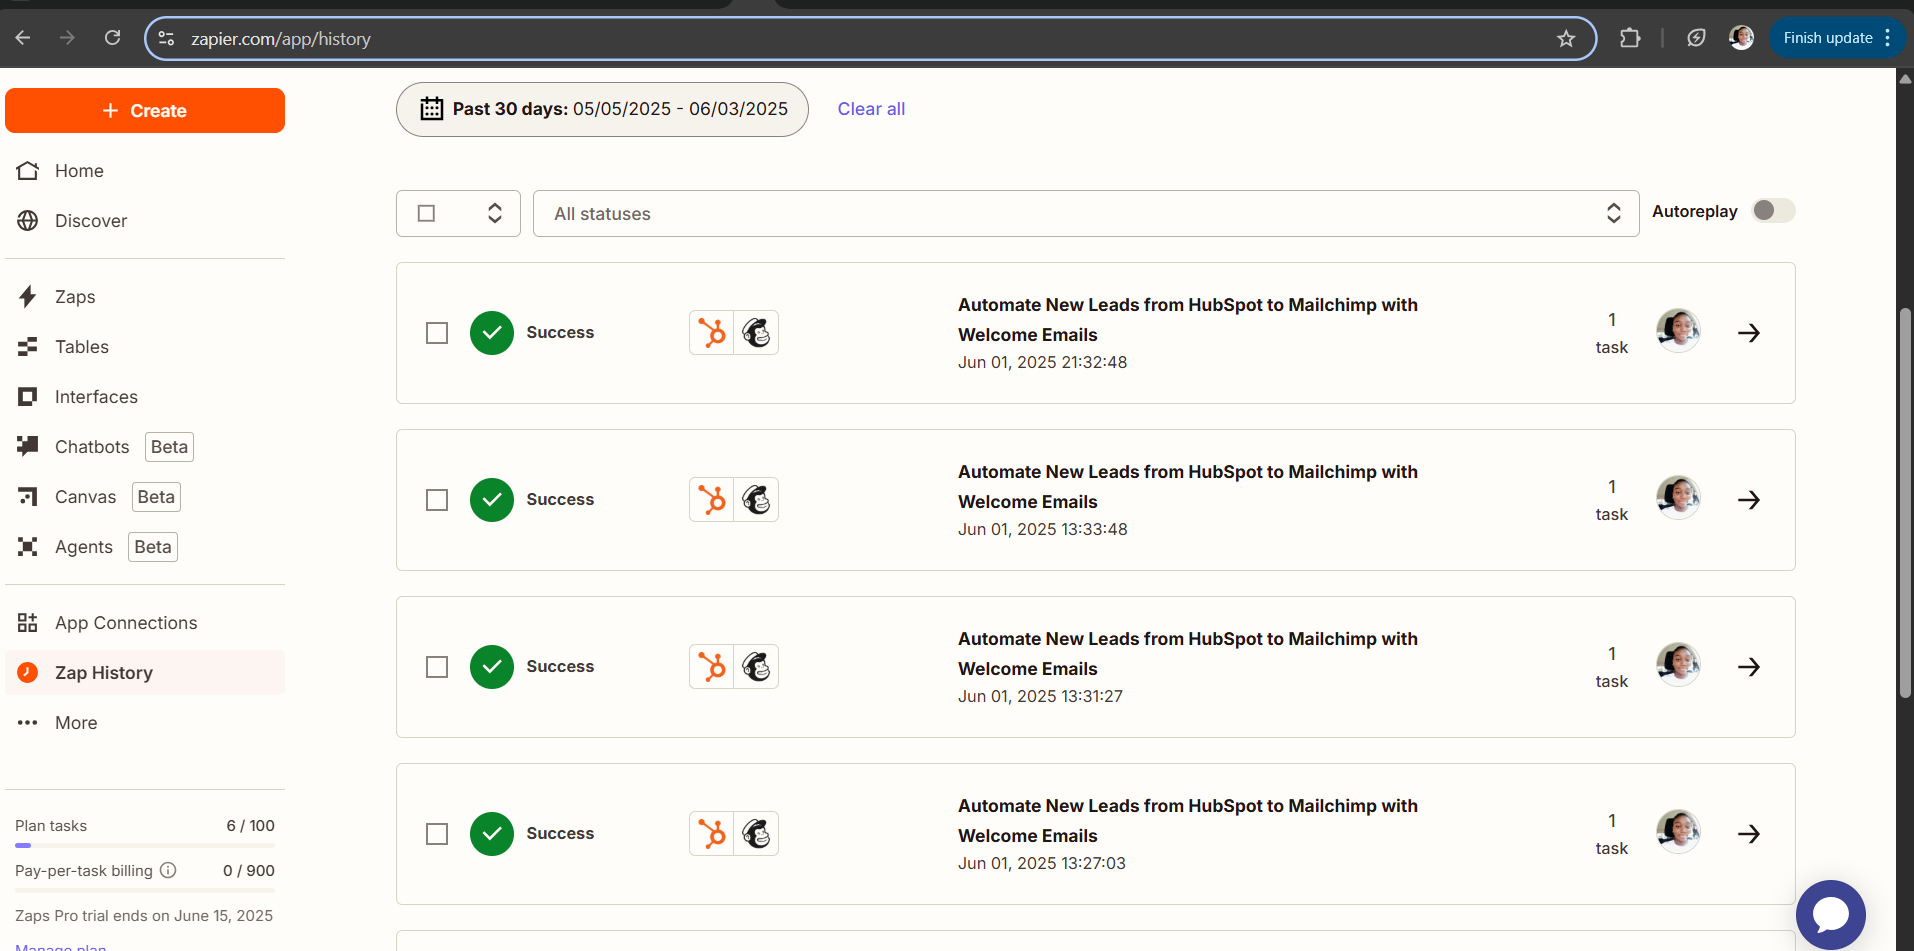 zapier.com/app/history
Finish update
+ Create
Home
Discover
Zaps
Tables
Interfaces
Chatbots Beta
Canvas Beta
Agents Beta
App Connections
Zap History
More
Plan tasks 6 / 100
Pay-per-task billing 0 / 900
Zaps Pro trial ends on June 15, 2025
Manage plan
Past 30 days: 05/05/2025 - 06/03/2025
Clear all
All statuses
Autoreplay
Success
Automate New Leads from HubSpot to Mailchimp with
Welcome Emails
Jun 01, 2025 21:32:48
1
task
Success
Automate New Leads from HubSpot to Mailchimp with
Welcome Emails
Jun 01, 2025 13:33:48
1
task
Success
Automate New Leads from HubSpot to Mailchimp with
Welcome Emails
Jun 01, 2025 13:31:27
1
task
Success
Automate New Leads from HubSpot to Mailchimp with
Welcome Emails
Jun 01, 2025 13:27:03
1
task